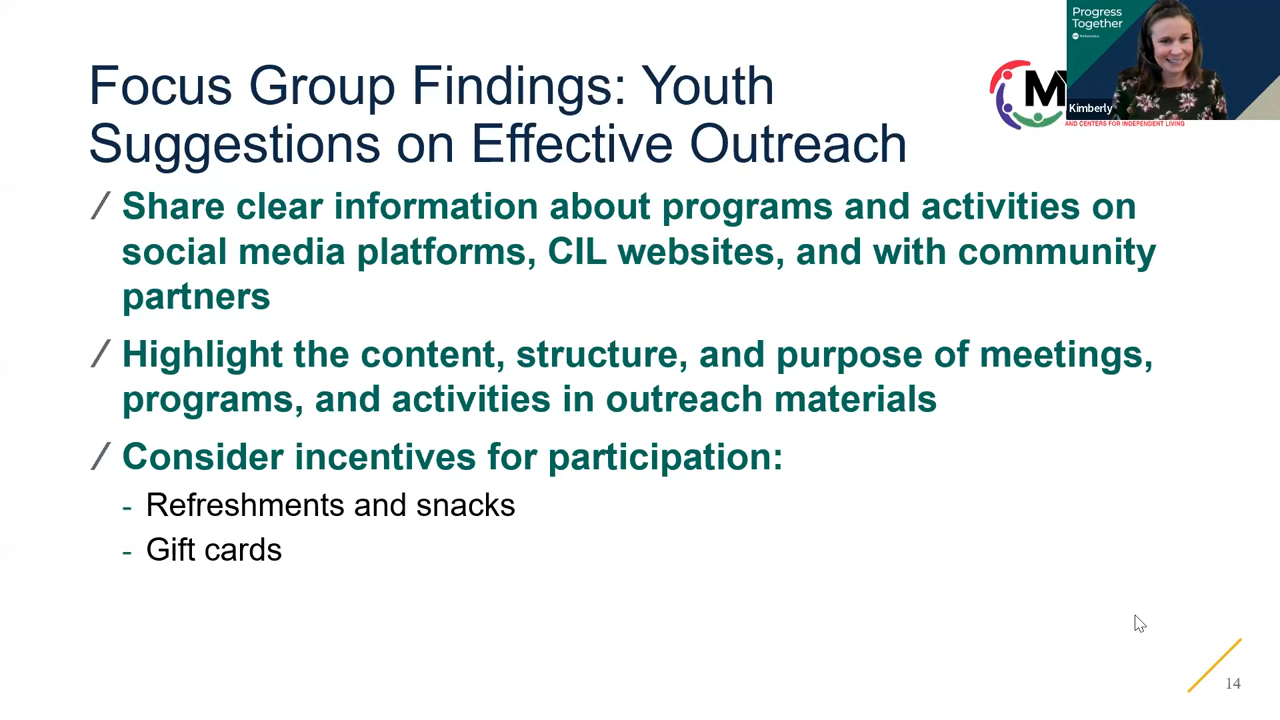 Progress
Together
Mathematica
Focus Group Findings: Youth
Suggestions on Effective Outreach
Kimberly
AND CENTERS FOR INDEPENDENT LIVING
/ Share clear information about programs and activities on
social media platforms, CIL websites, and with community
partners
/ Highlight the content, structure, and purpose of meetings,
programs, and activities in outreach materials
/ Consider incentives for participation:
- Refreshments and snacks
- Gift cards
14